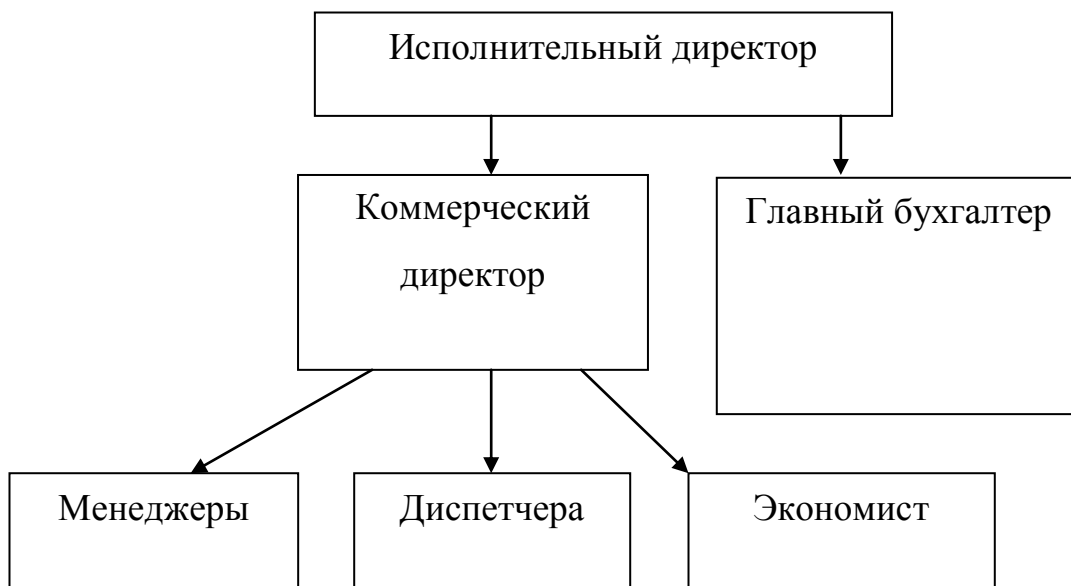 Исполнительный директор
Коммерческий
директор
Главный бухгалтер
Менеджеры
Диспетчера
Экономист